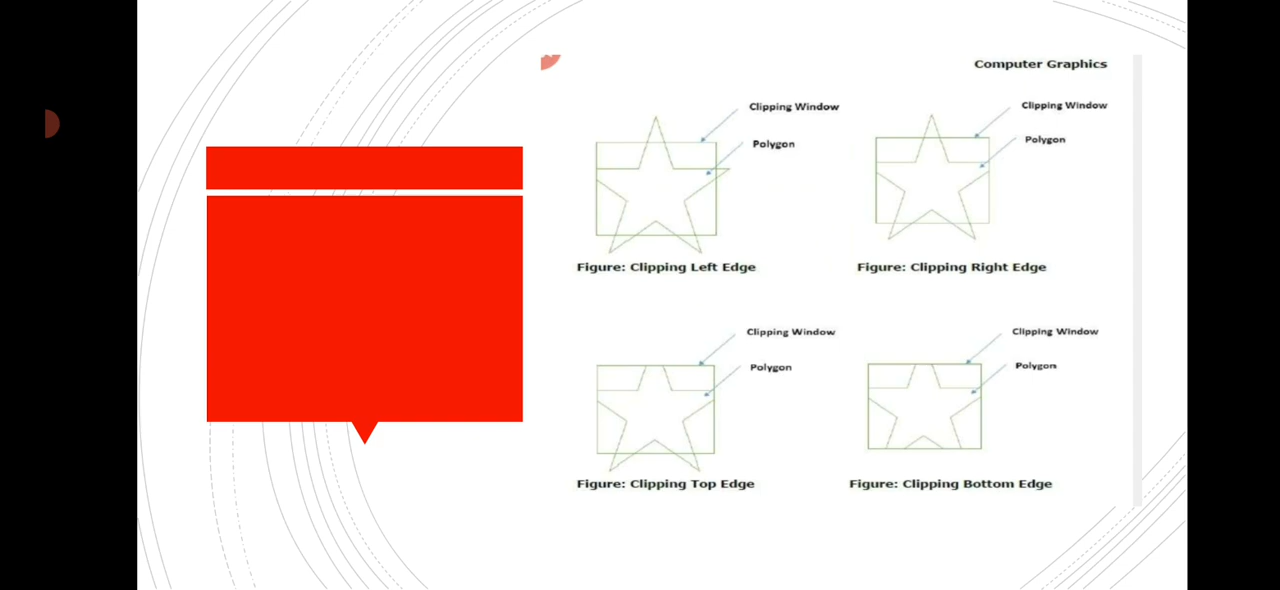 Computer Graphics
Clipping Window
Polygon
Clipping Window
Polygon
Figure: Clipping Left Edge
Figure: Clipping Right Edge
Clipping Window
Polygon
Clipping Window
Polygon
Figure: Clipping Top Edge
Figure: Clipping Bottom Edge